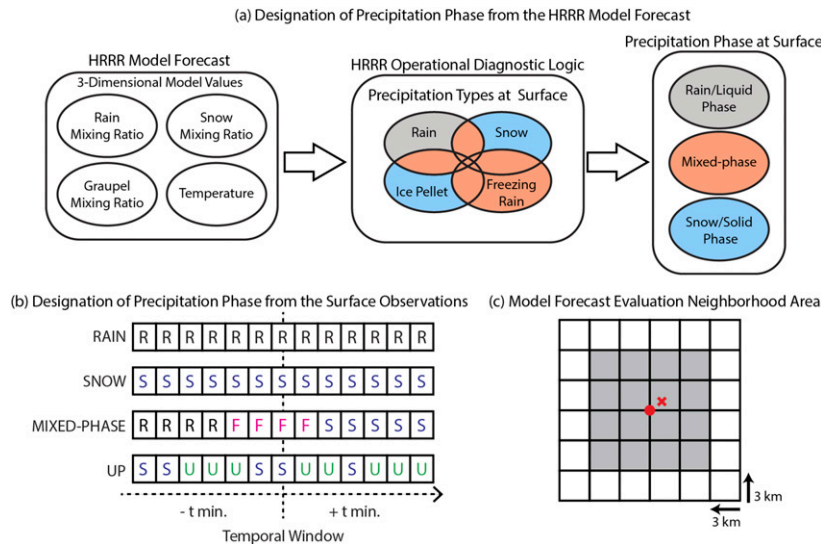 (a) Designation of Precipitation Phase from the HRRR Model Forecast
HRRR Model Forecast
3-Dimensional Model Values
Rain
Mixing Ratio
Snow
Mixing Ratio
Graupel
Mixing Ratio
Temperature
HRRR Operational Diagnostic Logic
Precipitation Types at Surface
Rain
Snow
Ice Pellet
Freezing
Rain
Precipitation Phase at Surface
Rain/Liquid
Phase
Mixed-phase
Snow/Solid
Phase
(b) Designation of Precipitation Phase from the Surface Observations
RAIN R R R R R R R R R R R R R
SNOW S S S S S S S S S S S S S
MIXED-PHASE R R R R F F F F S S S S S
UP S S U U U S S U U S U U U
- t min. + t min.
Temporal Window
(c) Model Forecast Evaluation Neighborhood Area
3 km
3 km